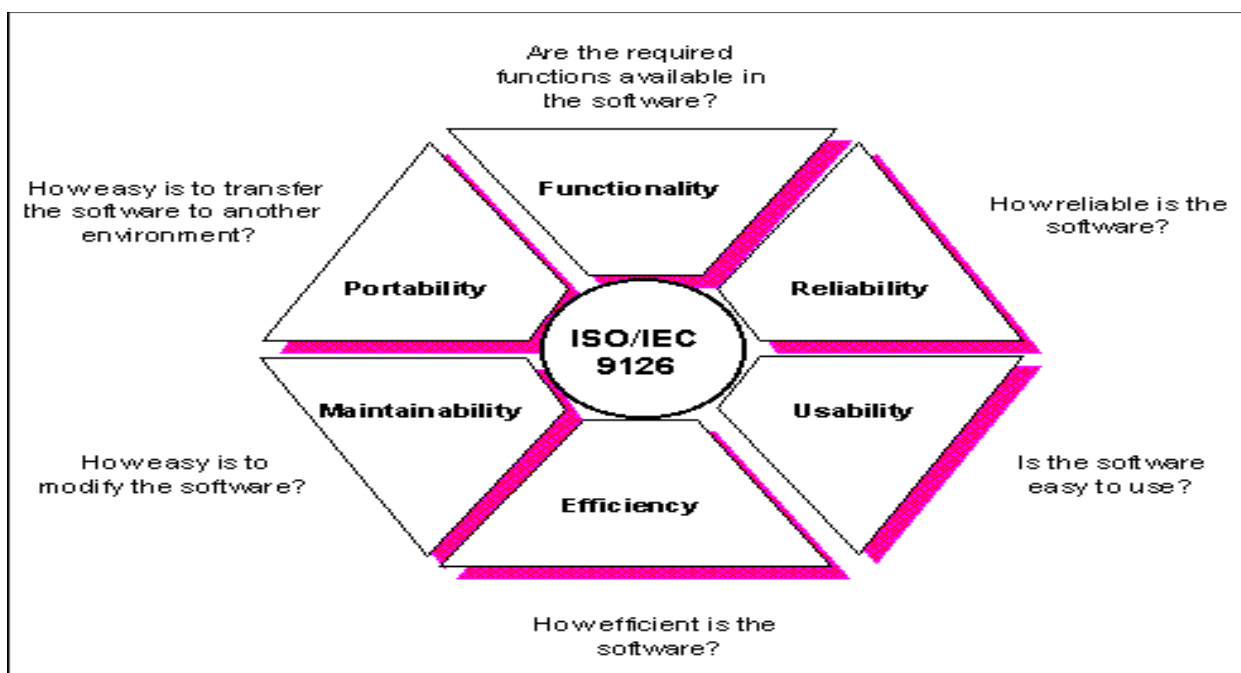 Are the required
functions available in
the software?
Functionality
How easy is to transfer
the software to another
environment?
How reliable is the
software?
Portability
Reliability
ISO/IEC
9126
Maintainability
Usability
How easy is to
modify the software?
Is the software
easy to use?
Efficiency
How efficient is the
software?